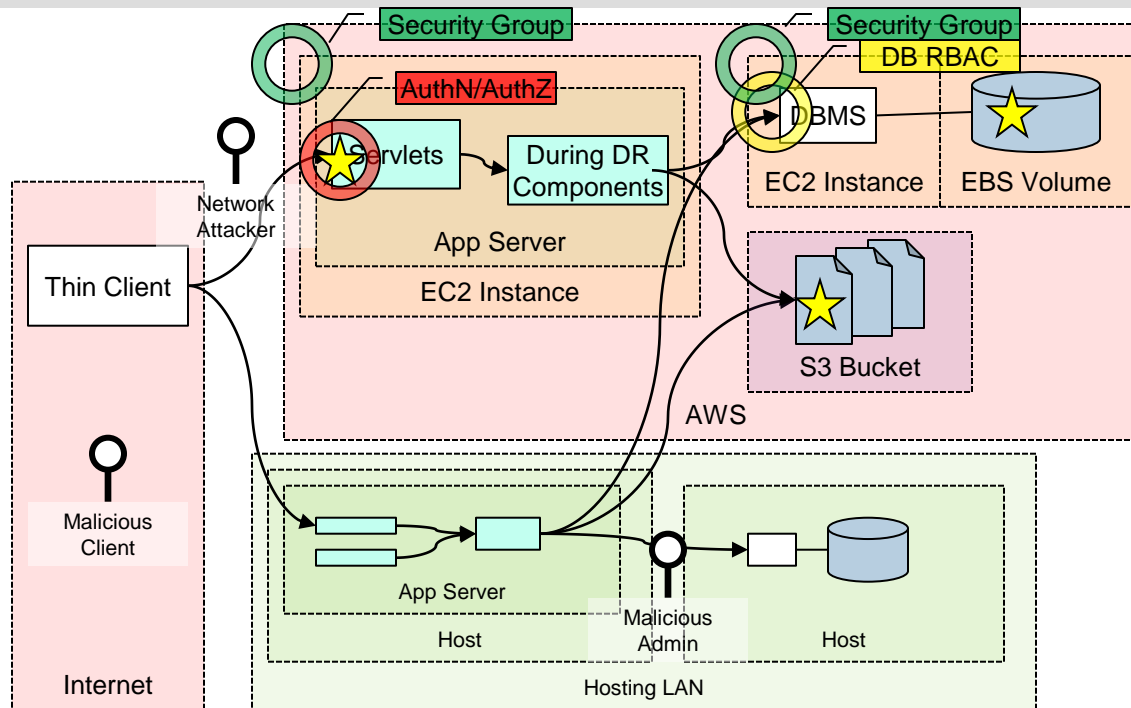 Security Group
Security Group
DB RBAC
AuthN/AuthZ
Servlets
During DR
Components
DBMS
EC2 Instance
EBS Volume
Network
Attacker
App Server
Thin Client
EC2 Instance
S3 Bucket
AWS
Malicious
Client
App Server
Malicious
Admin
Host
Host
Internet
Hosting LAN